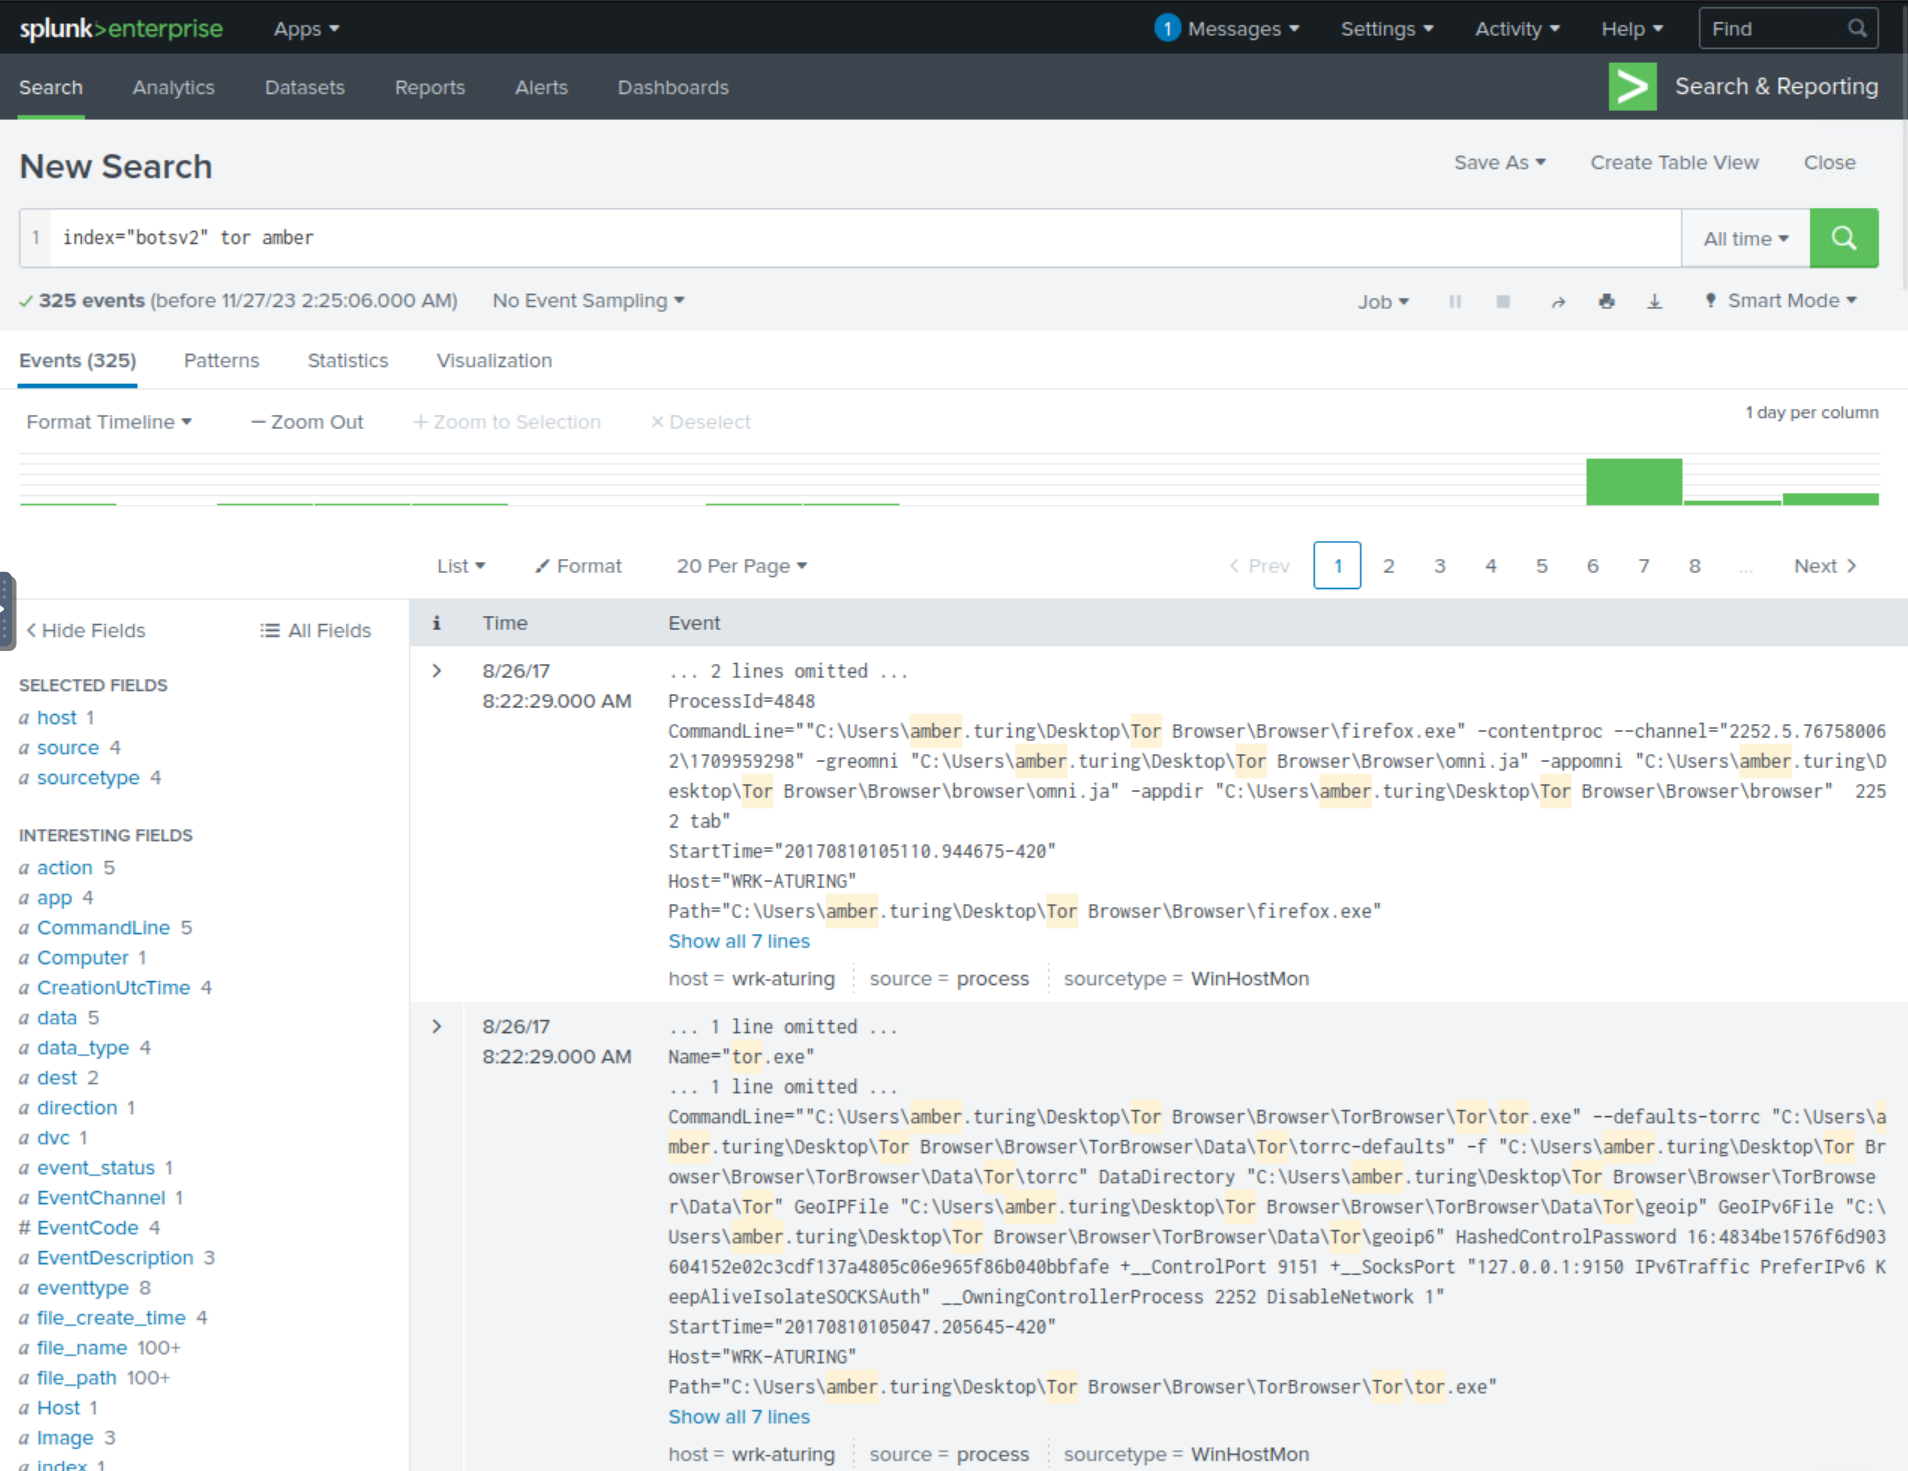 splunk>enterprise Apps 1 Messages Settings Activity Help Find
Search Analytics Datasets Reports Alerts Dashboards Search & Reporting
New Search Save As Create Table View Close
1 index="botsv2" tor amber All time
325 events (before 11/27/23 2:25:06.000 AM) No Event Sampling Job Smart Mode
Events (325) Patterns Statistics Visualization
Format Timeline — Zoom Out + Zoom to Selection × Deselect 1 day per column
List Format 20 Per Page < Prev 1 2 3 4 5 6 7 8 ... Next >
< Hide Fields All Fields
SELECTED FIELDS
a host 1
a source 4
a sourcetype 4
INTERESTING FIELDS
a action 5
a app 4
a CommandLine 5
a Computer 1
a CreationUtcTime 4
a data 5
a data_type 4
a dest 2
a direction 1
a dvc 1
a event_status 1
a EventChannel 1
# EventCode 4
a EventDescription 3
a eventtype 8
a file_create_time 4
a file_name 100+
a file_path 100+
a Host 1
a Image 3
a index 1
i Time Event
> 8/26/17
8:22:29.000 AM
... 2 lines omitted ...
ProcessId=4848
CommandLine=""C:\Users\amber.turing\Desktop\Tor Browser\Browser\firefox.exe" -contentproc --channel="2252.5.76758006
2\1709959298" -greomni "C:\Users\amber.turing\Desktop\Tor Browser\Browser\omni.ja" -appomni "C:\Users\amber.turing\D
esktop\Tor Browser\Browser\browser\omni.ja" -appdir "C:\Users\amber.turing\Desktop\Tor Browser\Browser\browser"  225
2 tab"
StartTime="20170810105110.944675-420"
Host="WRK-ATURING"
Path="C:\Users\amber.turing\Desktop\Tor Browser\Browser\firefox.exe"
Show all 7 lines
host = wrk-aturing source = process sourcetype = WinHostMon
> 8/26/17
8:22:29.000 AM
... 1 line omitted ...
Name="tor.exe"
... 1 line omitted ...
CommandLine=""C:\Users\amber.turing\Desktop\Tor Browser\Browser\TorBrowser\Tor\tor.exe" --defaults-torrc "C:\Users\a
mber.turing\Desktop\Tor Browser\Browser\TorBrowser\Data\Tor\torrc-defaults" -f "C:\Users\amber.turing\Desktop\Tor Br
owser\Browser\TorBrowser\Data\Tor\torrc" DataDirectory "C:\Users\amber.turing\Desktop\Tor Browser\Browser\TorBrowse
r\Data\Tor" GeoIPFile "C:\Users\amber.turing\Desktop\Tor Browser\Browser\TorBrowser\Data\Tor\geoip" GeoIPv6File "C:\
Users\amber.turing\Desktop\Tor Browser\Browser\TorBrowser\Data\Tor\geoip6" HashedControlPassword 16:4834be1576f6d903
604152e02c3cdf137a4805c06e965f86b040bbfafe +__ControlPort 9151 +__SocksPort "127.0.0.1:9150 IPv6Traffic PreferIPv6 K
eepAliveIsolateSOCKSAuth" __OwningControllerProcess 2252 DisableNetwork 1"
StartTime="20170810105047.205645-420"
Host="WRK-ATURING"
Path="C:\Users\amber.turing\Desktop\Tor Browser\Browser\TorBrowser\Tor\tor.exe"
Show all 7 lines
host = wrk-aturing source = process sourcetype = WinHostMon